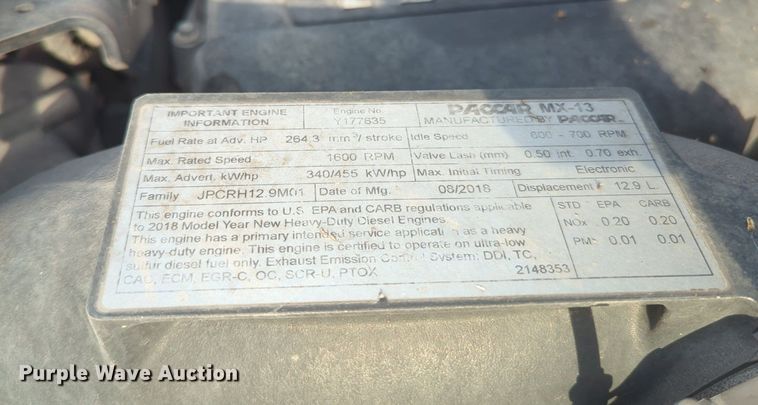 IMPORTANT ENGINE INFORMATION
Engine No. Y177635
PACCAR MX-13
MANUFACTURED BY PACCAR
Fuel Rate at Adv. HP 264.3 mm³/stroke Idle Speed 600 - 700 RPM
Max. Rated Speed 1600 RPM Valve Lash (mm) 0.50 int. 0.70 exh.
Max. Advert. kW/hp 340/455 kW/hp Max. Initial Timing Electronic
Family JPCRH12.9M01 Date of Mfg. 08/2018 Displacement 12.9 L.
This engine conforms to U.S. EPA and CARB regulations applicable
to 2018 Model Year New Heavy-Duty Diesel Engines.
This engine has a primary intended service application as a heavy
heavy-duty engine. This engine is certified to operate on ultra-low
sulfur diesel fuel only. Exhaust Emission Control System: DDI, TC,
CAC, ECM, EGR-C, OC, SCR-U, PTOX
2148353
STD EPA CARB
NOx 0.20 0.20
PM 0.01 0.01
Purple Wave Auction